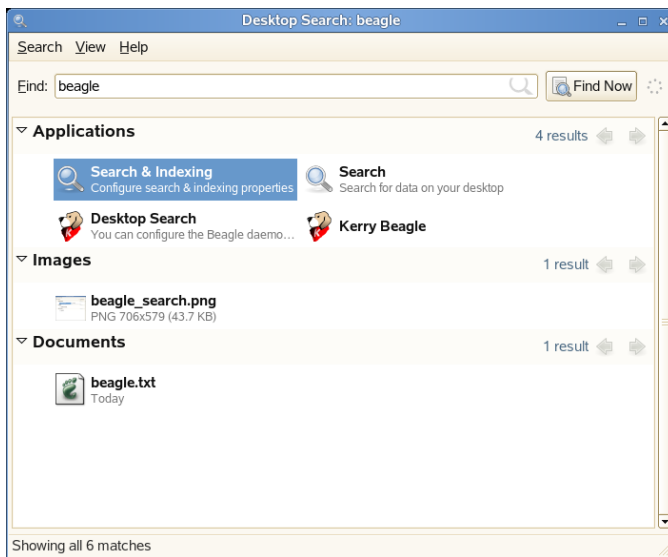 Desktop Search: beagle
Search View Help
Find: beagle Find Now
Applications 4 results
Search & Indexing Search
Configure search & indexing properties Search for data on your desktop
Desktop Search Kerry Beagle
You can configure the Beagle daemo...
Images 1 result
beagle_search.png
PNG 706x579 (43.7 KB)
Documents 1 result
beagle.txt
Today
Showing all 6 matches